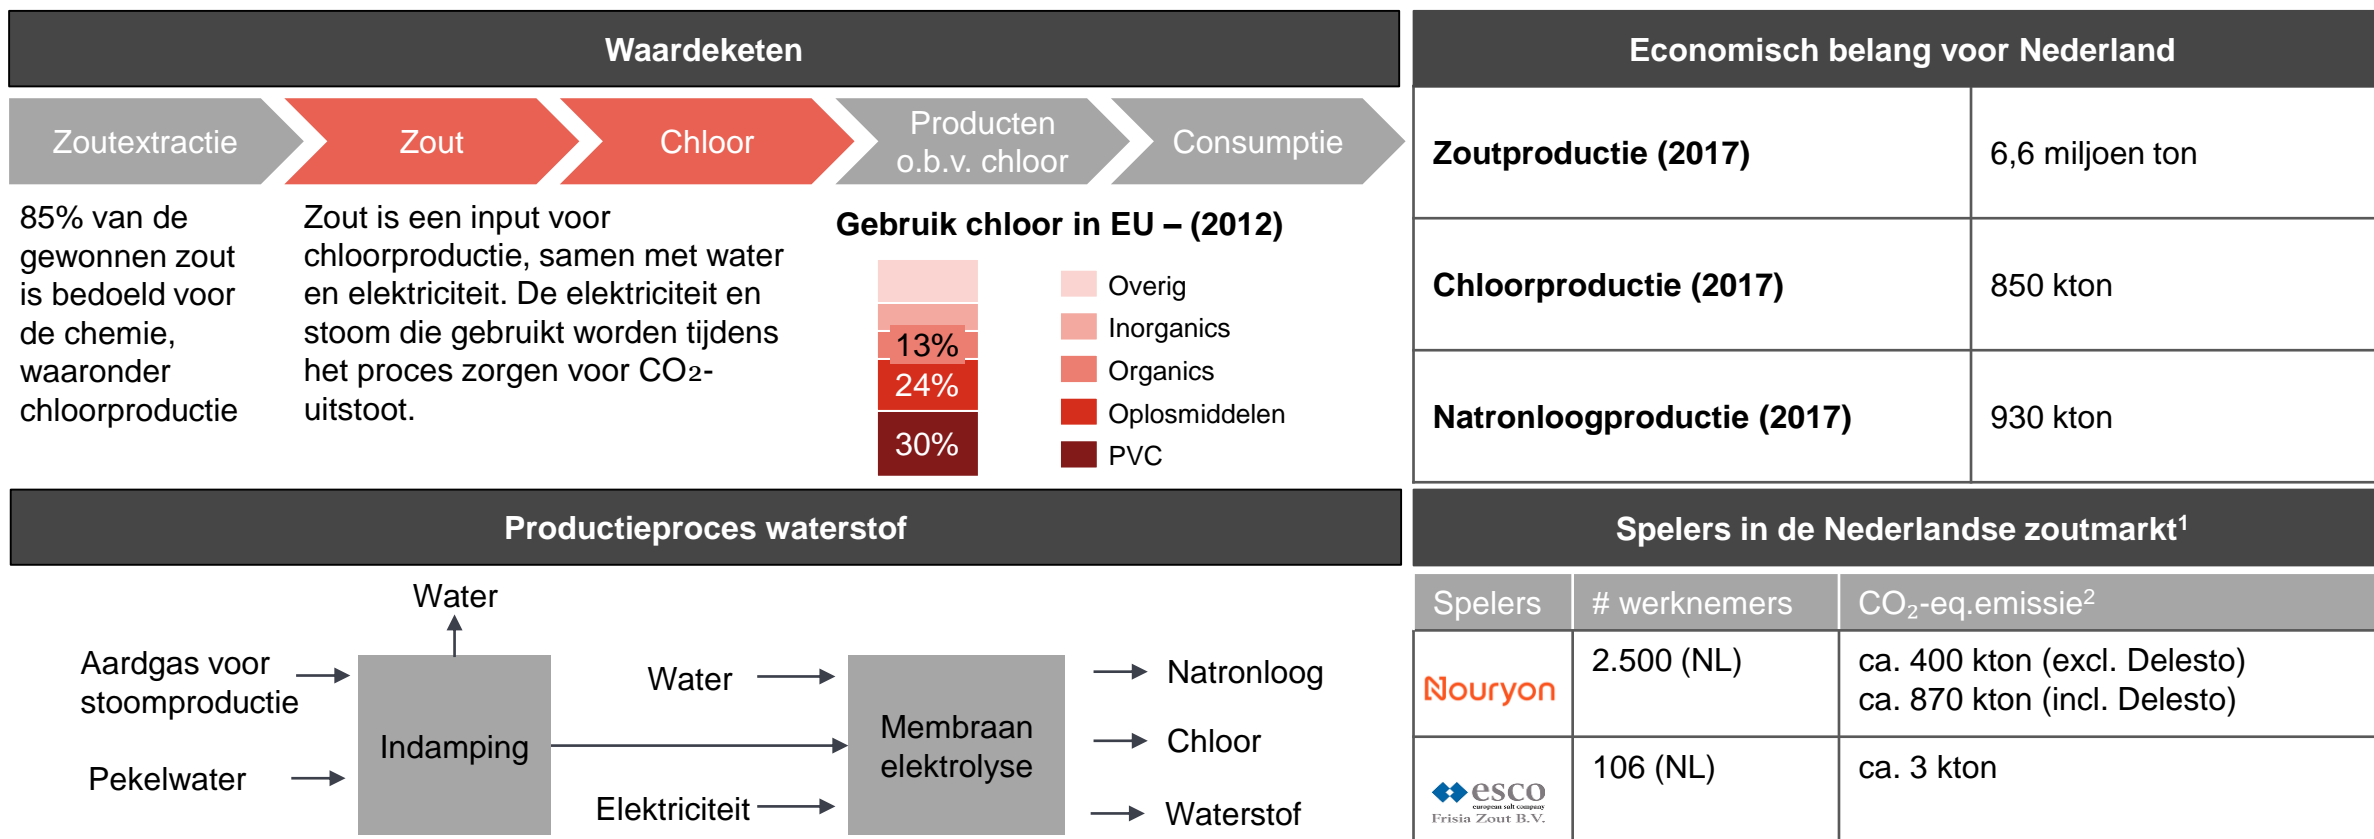 Waardeketen
Zoutextractie
Zout
Chloor
Producten
o.b.v. chloor
Consumptie
85% van de
gewonnen zout
is bedoeld voor
de chemie,
waaronder
chloorproductie
Zout is een input voor
chloorproductie, samen met water
en elektriciteit. De elektriciteit en
stoom die gebruikt worden tijdens
het proces zorgen voor CO₂-
uitstoot.
Gebruik chloor in EU – (2012)
13%
24%
30%
Overig
Inorganics
Organics
Oplosmiddelen
PVC
Economisch belang voor Nederland
Zoutproductie (2017) 6,6 miljoen ton
Chloorproductie (2017) 850 kton
Natronloogproductie (2017) 930 kton
Productieproces waterstof
Water
Aardgas voor
stoomproductie
Pekelwater
Indamping
Water
Elektriciteit
Membraan
elektrolyse
Natronloog
Chloor
Waterstof
Spelers in de Nederlandse zoutmarkt¹
Spelers # werknemers CO₂-eq.emissie²
Nouryon 2.500 (NL) ca. 400 kton (excl. Delesto)
ca. 870 kton (incl. Delesto)
esco 106 (NL) ca. 3 kton
european salt company
Frisia Zout B.V.